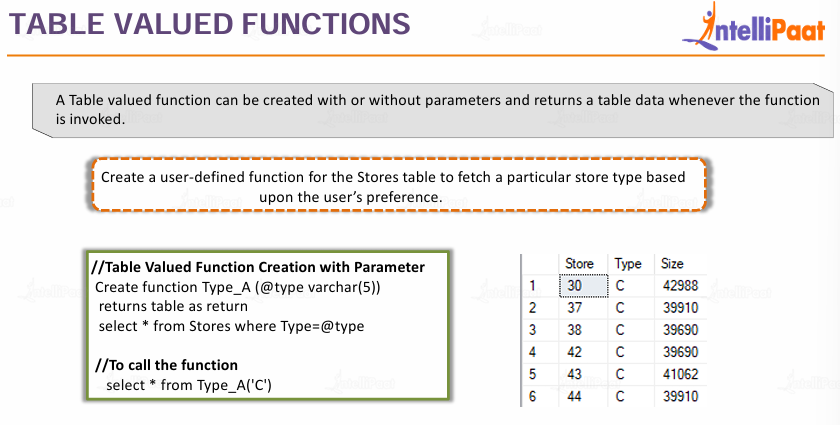 TABLE VALUED FUNCTIONS
IntelliPaat
A Table valued function can be created with or without parameters and returns a table data whenever the function
is invoked.
Create a user-defined function for the Stores table to fetch a particular store type based
upon the user’s preference.
//Table Valued Function Creation with Parameter
Create function Type_A (@type varchar(5))
returns table as return
select * from Stores where Type=@type
//To call the function
select * from Type_A('C')
Store Type Size
1 30 C 42988
2 37 C 39910
3 38 C 39690
4 42 C 39690
5 43 C 41062
6 44 C 39910